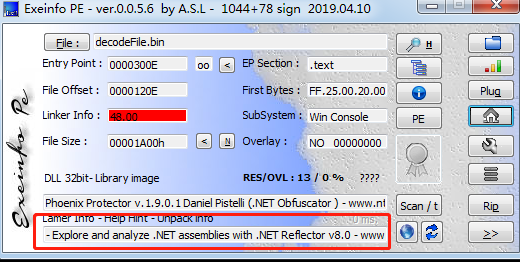 Exeinfo PE - ver.0.0.5.6 by A.S.L - 1044+78 sign 2019.04.10
File : decodeFile.bin H
Entry Point : 0000300E oo < EP Section : .text
File Offset : 0000120E First Bytes : FF.25.00.20.00
Linker Info : 48.00 SubSystem : Win Console PE
File Size : 00001A00h < N Overlay : NO 00000000
Plug
DLL 32bit- Library image RES/OVL : 13 / 0 % ????
Phoenix Protector v.1.9.0.1 Daniel Pistelli (.NET Obfuscator ) - www.nt Scan / t Rip
Lamer Info - Help Hint - Unpack info 0 ms.
- Explore and analyze .NET assemblies with .NET Reflector v8.0 - www >>
Exeinfo Pe